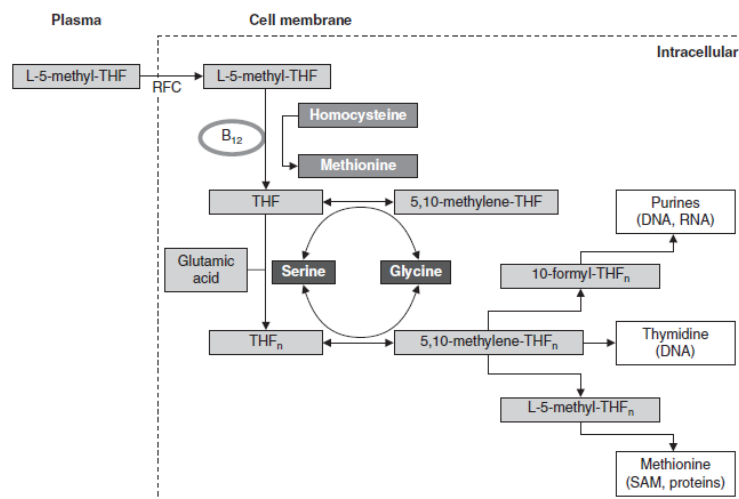 Plasma
Cell membrane
Intracellular
L-5-methyl-THF
RFC
L-5-methyl-THF
Homocysteine
B12
Methionine
THF
5,10-methylene-THF
Purines
(DNA, RNA)
Glutamic
acid
Serine
Glycine
10-formyl-THFn
THFn
5,10-methylene-THFn
Thymidine
(DNA)
L-5-methyl-THFn
Methionine
(SAM, proteins)